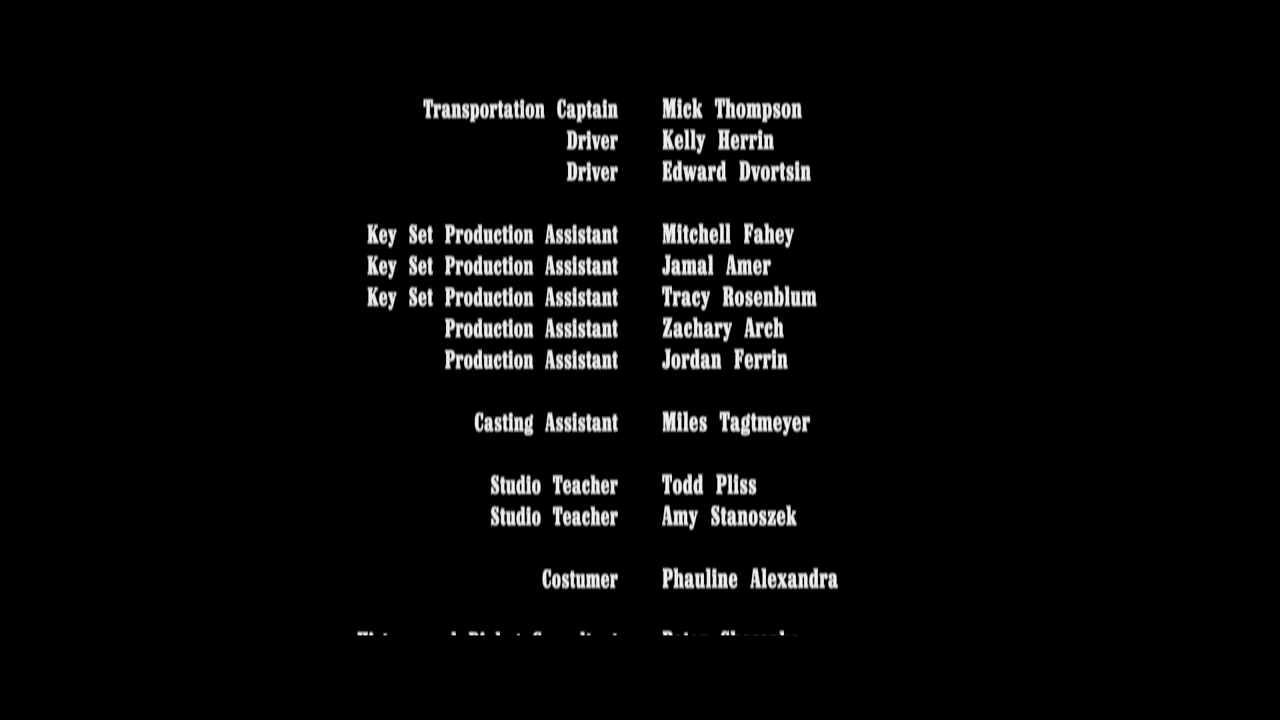 Transportation Captain Mick Thompson
Driver Kelly Herrin
Driver Edward Dvortsin
Key Set Production Assistant Mitchell Fahey
Key Set Production Assistant Jamal Amer
Key Set Production Assistant Tracy Rosenblum
Production Assistant Zachary Arch
Production Assistant Jordan Ferrin
Casting Assistant Miles Tagtmeyer
Studio Teacher Todd Pliss
Studio Teacher Amy Stanoszek
Costumer Phauline Alexandra